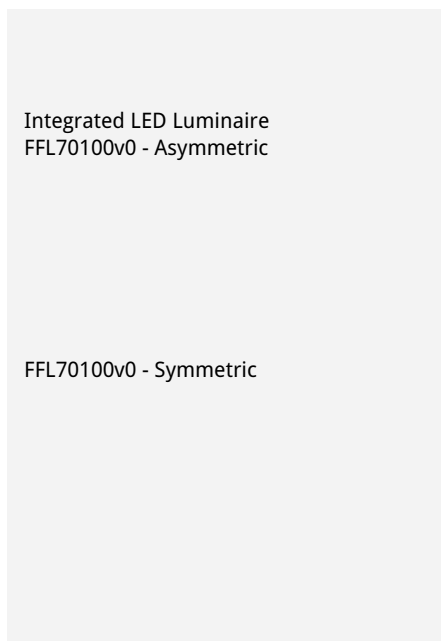 Integrated LED Luminaire
FFL70100v0 - Asymmetric
FFL70100v0 - Symmetric